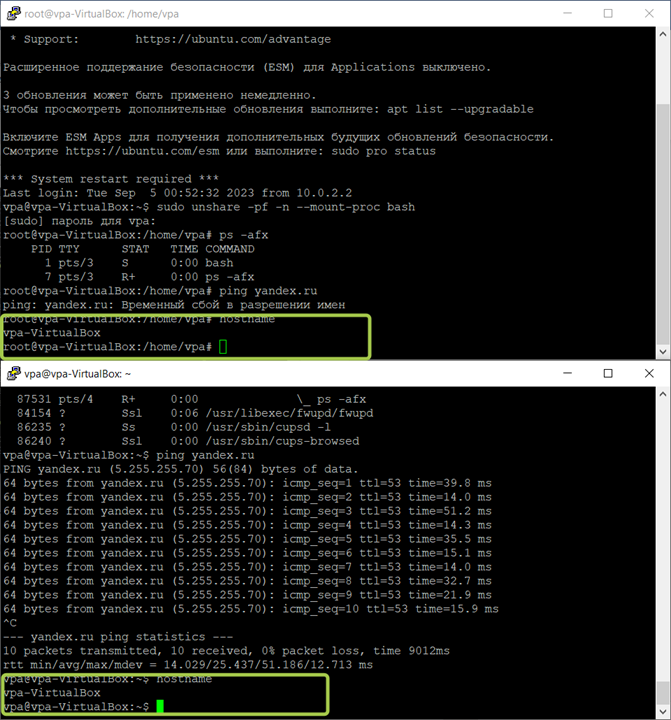 root@vpa-VirtualBox: /home/vpa
* Support:        https://ubuntu.com/advantage
Расширенное поддержание безопасности (ESM) для Applications выключено.
3 обновления может быть применено немедленно.
Чтобы просмотреть дополнительные обновления выполните: apt list --upgradable
Включите ESM Apps для получения дополнительных будущих обновлений безопасности.
Смотрите https://ubuntu.com/esm или выполните: sudo pro status
*** System restart required ***
Last login: Tue Sep  5 00:52:32 2023 from 10.0.2.2
vpa@vpa-VirtualBox:~$ sudo unshare -pf -n --mount-proc bash
[sudo] пароль для vpa:
root@vpa-VirtualBox:/home/vpa# ps -afx
    PID TTY      STAT   TIME COMMAND
      1 pts/3    S      0:00 bash
      7 pts/3    R+     0:00 ps -afx
root@vpa-VirtualBox:/home/vpa# ping yandex.ru
ping: yandex.ru: Временный сбой в разрешении имен
root@vpa-VirtualBox:/home/vpa# hostname
vpa-VirtualBox
root@vpa-VirtualBox:/home/vpa#
vpa@vpa-VirtualBox: ~
  87531 pts/4    R+     0:00              \_ ps -afx
  84154 ?        Ssl    0:06 /usr/libexec/fwupd/fwupd
  86235 ?        Ss     0:00 /usr/sbin/cupsd -l
  86240 ?        Ssl    0:00 /usr/sbin/cups-browsed
vpa@vpa-VirtualBox:~$ ping yandex.ru
PING yandex.ru (5.255.255.70) 56(84) bytes of data.
64 bytes from yandex.ru (5.255.255.70): icmp_seq=1 ttl=53 time=39.8 ms
64 bytes from yandex.ru (5.255.255.70): icmp_seq=2 ttl=53 time=14.0 ms
64 bytes from yandex.ru (5.255.255.70): icmp_seq=3 ttl=53 time=51.2 ms
64 bytes from yandex.ru (5.255.255.70): icmp_seq=4 ttl=53 time=14.3 ms
64 bytes from yandex.ru (5.255.255.70): icmp_seq=5 ttl=53 time=35.5 ms
64 bytes from yandex.ru (5.255.255.70): icmp_seq=6 ttl=53 time=15.1 ms
64 bytes from yandex.ru (5.255.255.70): icmp_seq=7 ttl=53 time=14.0 ms
64 bytes from yandex.ru (5.255.255.70): icmp_seq=8 ttl=53 time=32.7 ms
64 bytes from yandex.ru (5.255.255.70): icmp_seq=9 ttl=53 time=21.9 ms
64 bytes from yandex.ru (5.255.255.70): icmp_seq=10 ttl=53 time=15.9 ms
^C
--- yandex.ru ping statistics ---
10 packets transmitted, 10 received, 0% packet loss, time 9012ms
rtt min/avg/max/mdev = 14.029/25.437/51.186/12.713 ms
vpa@vpa-VirtualBox:~$ hostname
vpa-VirtualBox
vpa@vpa-VirtualBox:~$